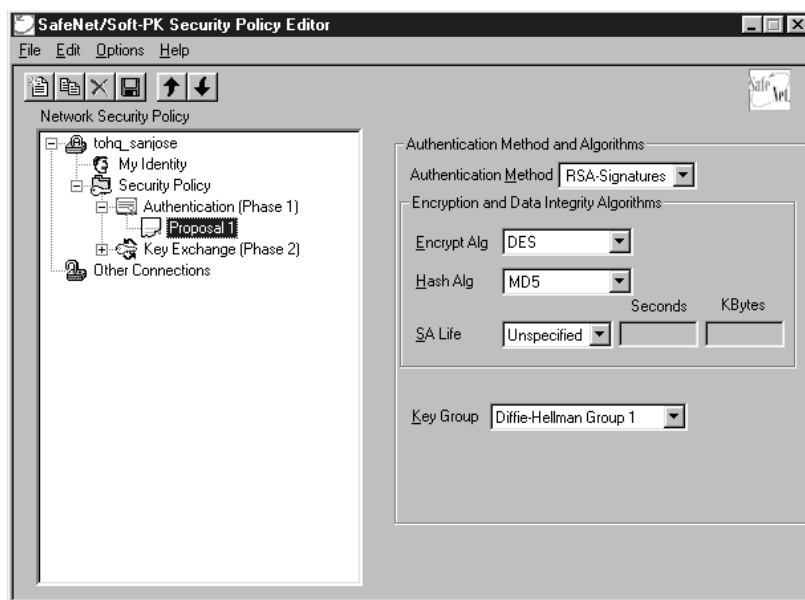 SafeNet/Soft-PK Security Policy Editor
File Edit Options Help
Safe Net
Network Security Policy
tohq_sanjose
My Identity
Security Policy
Authentication (Phase 1)
Proposal 1
Key Exchange (Phase 2)
Other Connections
Authentication Method and Algorithms
Authentication Method RSA-Signatures
Encryption and Data Integrity Algorithms
Encrypt Alg DES
Hash Alg MD5
Seconds KBytes
SA Life Unspecified
Key Group Diffie-Hellman Group 1